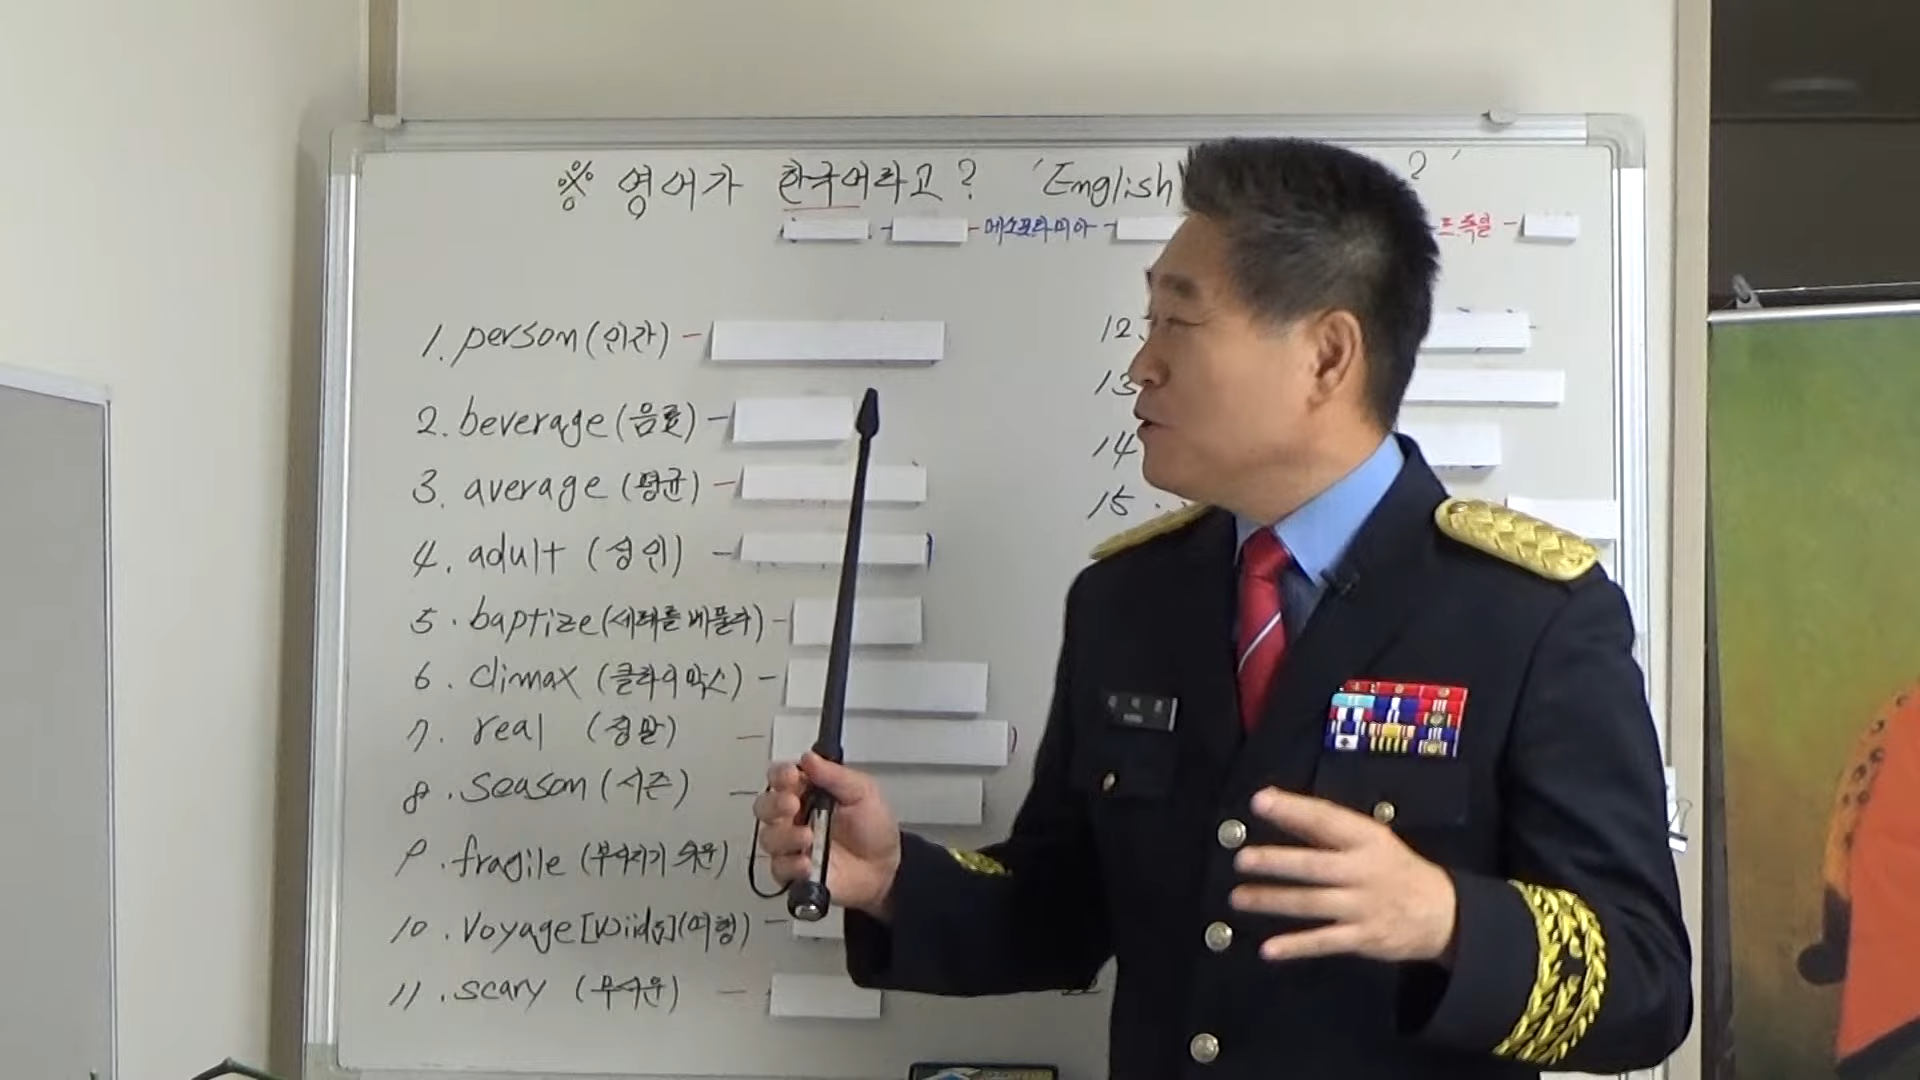 ※ 영어가 한국어라고? 'English ?'
- 메소포타미아 -
1. person (인간) -
2. beverage (음료) -
3. average (평균) -
4. adult (성인) -
5. baptize (세례를 베풀다) -
6. climax (클라이막스) -
7. real (정말) -
8. season (시즌) -
9. fragile (부서지기 쉬운)
10. voyage (여행) -
11. scary (무서운) -
12.
13
14
15.